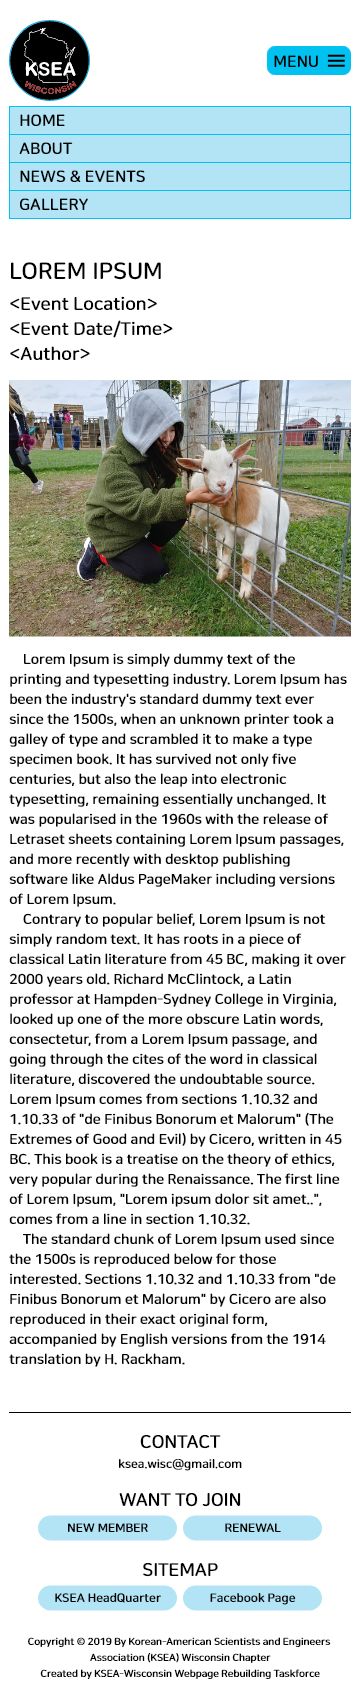 KSEA
WISCONSIN
MENU
HOME
ABOUT
NEWS & EVENTS
GALLERY
LOREM IPSUM
<Event Location>
<Event Date/Time>
<Author>
Lorem Ipsum is simply dummy text of the
printing and typesetting industry. Lorem Ipsum has
been the industry's standard dummy text ever
since the 1500s, when an unknown printer took a
galley of type and scrambled it to make a type
specimen book. It has survived not only five
centuries, but also the leap into electronic
typesetting, remaining essentially unchanged. It
was popularised in the 1960s with the release of
Letraset sheets containing Lorem Ipsum passages,
and more recently with desktop publishing
software like Aldus PageMaker including versions
of Lorem Ipsum.
Contrary to popular belief, Lorem Ipsum is not
simply random text. It has roots in a piece of
classical Latin literature from 45 BC, making it over
2000 years old. Richard McClintock, a Latin
professor at Hampden-Sydney College in Virginia,
looked up one of the more obscure Latin words,
consectetur, from a Lorem Ipsum passage, and
going through the cites of the word in classical
literature, discovered the undoubtable source.
Lorem Ipsum comes from sections 1.10.32 and
1.10.33 of "de Finibus Bonorum et Malorum" (The
Extremes of Good and Evil) by Cicero, written in 45
BC. This book is a treatise on the theory of ethics,
very popular during the Renaissance. The first line
of Lorem Ipsum, "Lorem ipsum dolor sit amet..",
comes from a line in section 1.10.32.
The standard chunk of Lorem Ipsum used since
the 1500s is reproduced below for those
interested. Sections 1.10.32 and 1.10.33 from "de
Finibus Bonorum et Malorum" by Cicero are also
reproduced in their exact original form,
accompanied by English versions from the 1914
translation by H. Rackham.
CONTACT
ksea.wisc@gmail.com
WANT TO JOIN
NEW MEMBER
RENEWAL
SITEMAP
KSEA HeadQuarter
Facebook Page
Copyright © 2019 By Korean-American Scientists and Engineers
Association (KSEA) Wisconsin Chapter
Created by KSEA-Wisconsin Webpage Rebuilding Taskforce